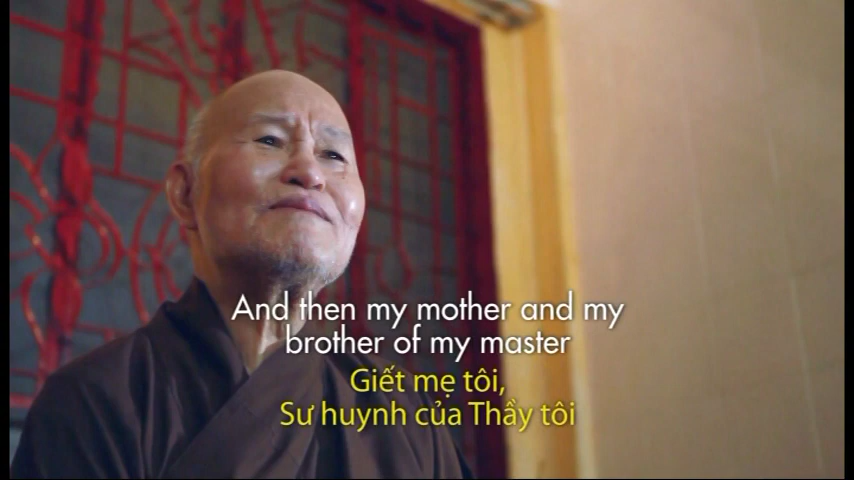 And then my mother and my
brother of my master
Giết mẹ tôi,
Sư huynh của Thầy tôi